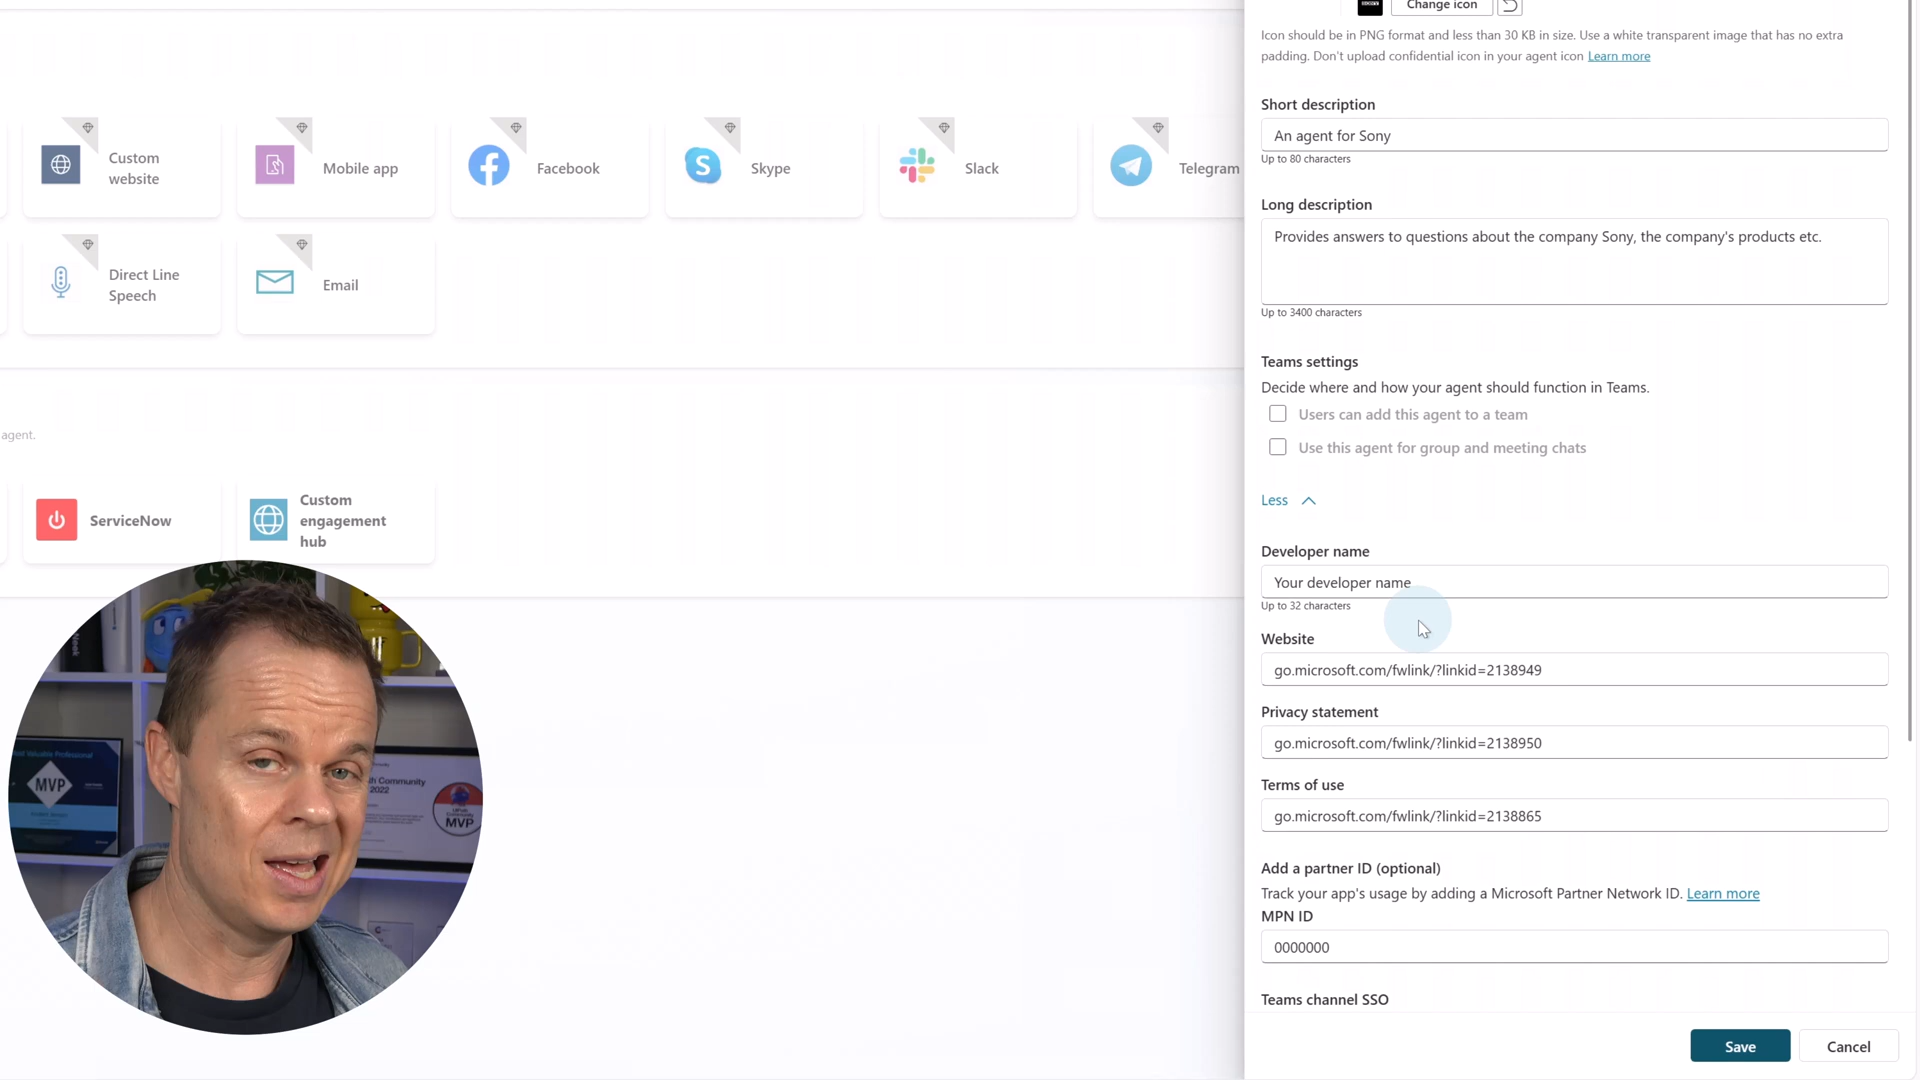 Change icon
Icon should be in PNG format and less than 30 KB in size. Use a white transparent image that has no extra
padding. Don't upload confidential icon in your agent icon Learn more
Short description
An agent for Sony
Up to 80 characters
Long description
Provides answers to questions about the company Sony, the company's products etc.
Up to 3400 characters
Teams settings
Decide where and how your agent should function in Teams.
Users can add this agent to a team
Use this agent for group and meeting chats
Less
Developer name
Your developer name
Up to 32 characters
Website
go.microsoft.com/fwlink/?linkid=2138949
Privacy statement
go.microsoft.com/fwlink/?linkid=2138950
Terms of use
go.microsoft.com/fwlink/?linkid=2138865
Add a partner ID (optional)
Track your app's usage by adding a Microsoft Partner Network ID. Learn more
MPN ID
0000000
Teams channel SSO
Save
Cancel
Custom
website
Mobile app
Facebook
Skype
Slack
Telegram
Direct Line
Speech
Email
agent.
ServiceNow
Custom
engagement
hub
Valuable Professional
MVP
Community
2022
MVP